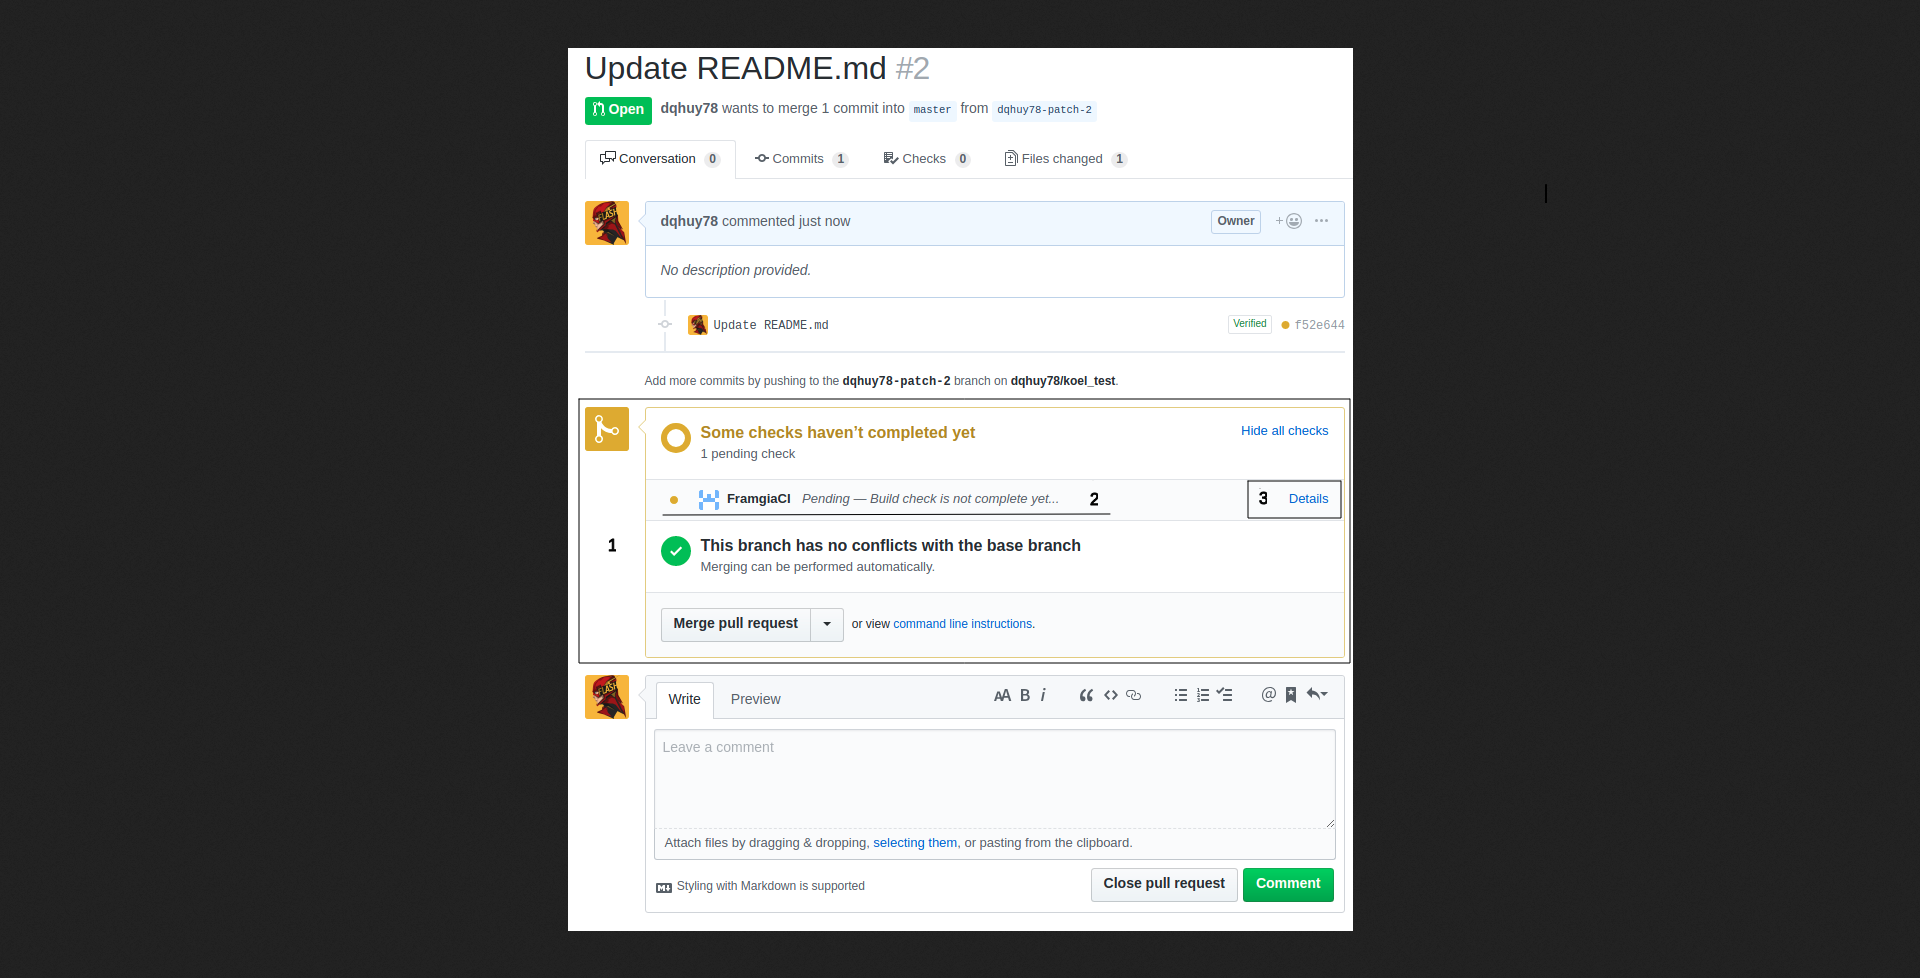 Update README.md #2
Open dqhuy78 wants to merge 1 commit into master from dqhuy78-patch-2
Conversation 0 Commits 1 Checks 0 Files changed 1
dqhuy78 commented just now Owner
No description provided.
Update README.md Verified f52e644
Add more commits by pushing to the dqhuy78-patch-2 branch on dqhuy78/koel_test.
Some checks haven’t completed yet Hide all checks
1 pending check
FramgiaCI Pending — Build check is not complete yet... 2 3 Details
1 This branch has no conflicts with the base branch
Merging can be performed automatically.
Merge pull request or view command line instructions.
Write Preview
Leave a comment
Attach files by dragging & dropping, selecting them, or pasting from the clipboard.
Styling with Markdown is supported Close pull request Comment